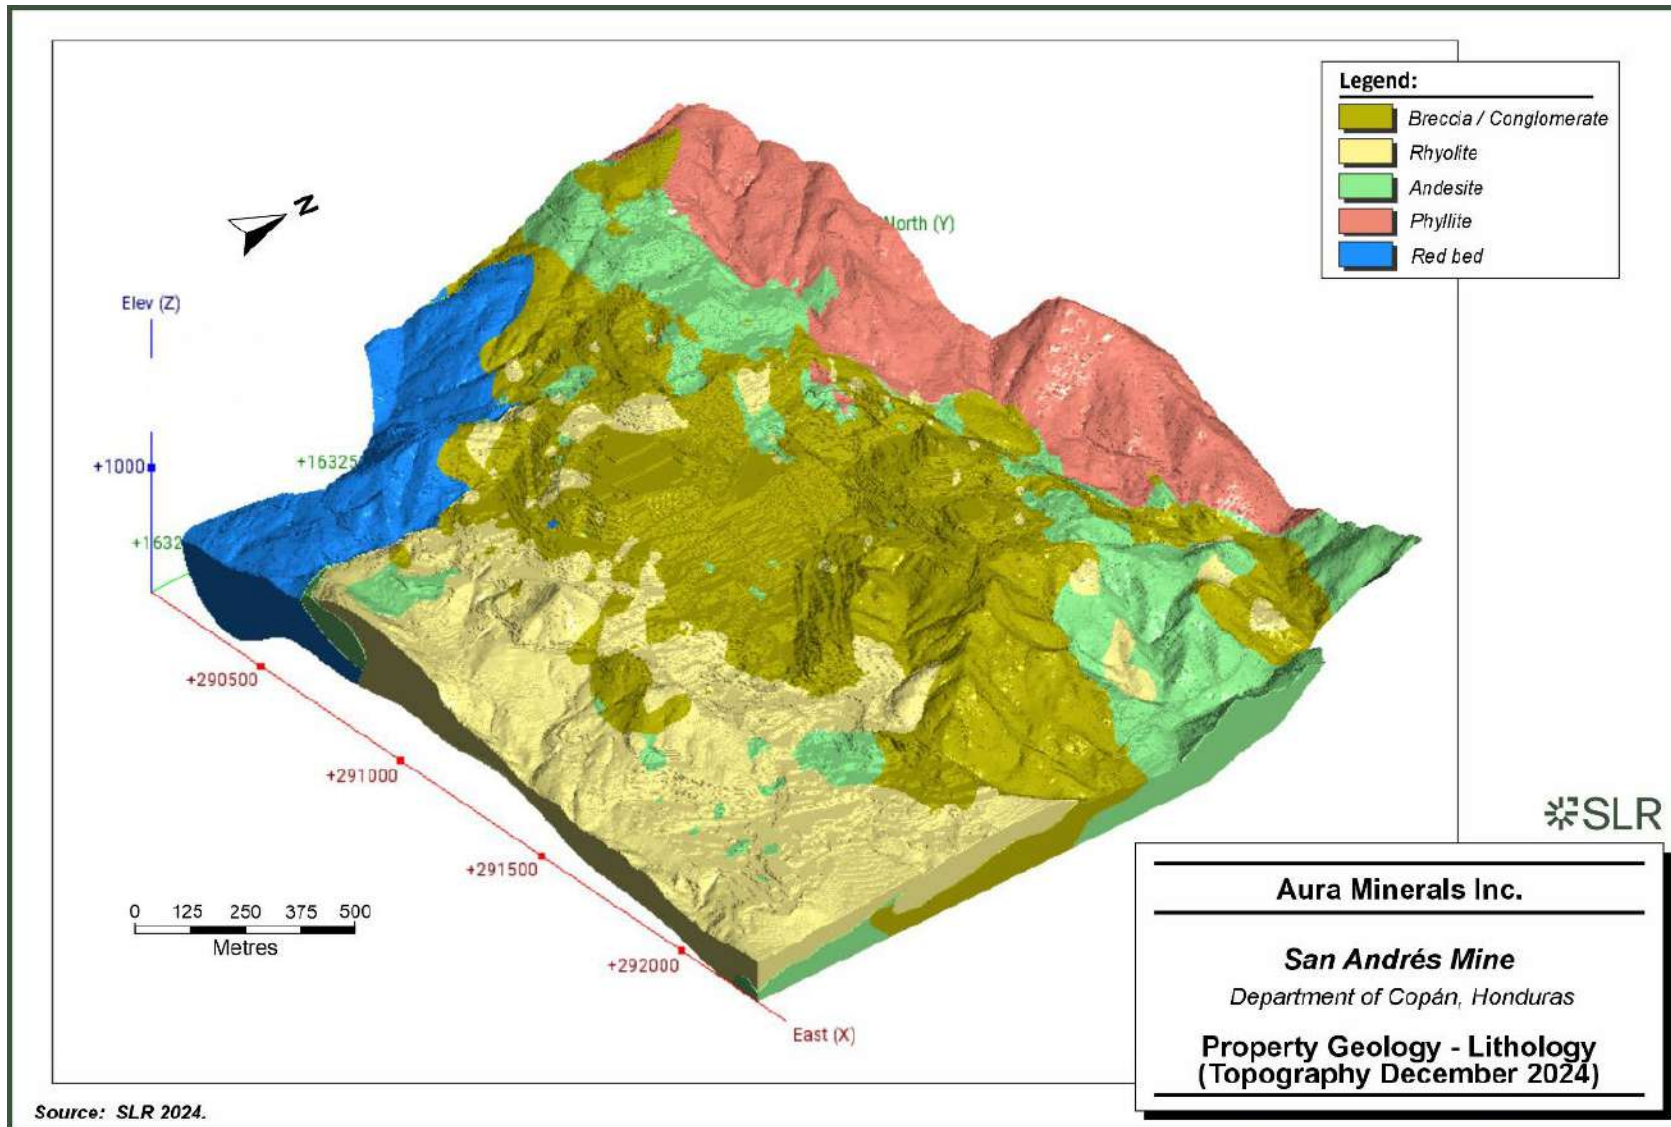 Legend:
Breccia / Conglomerate
Rhyolite
Andesite
Phyllite
Red bed
N
North (Y)
Elev (Z)
+1000
+16325
+1632
+290500
+291000
+291500
+292000
East (X)
0 125 250 375 500
Metres
SLR
Aura Minerals Inc.
San Andrés Mine
Department of Copán, Honduras
Property Geology - Lithology
(Topography December 2024)
Source: SLR 2024.